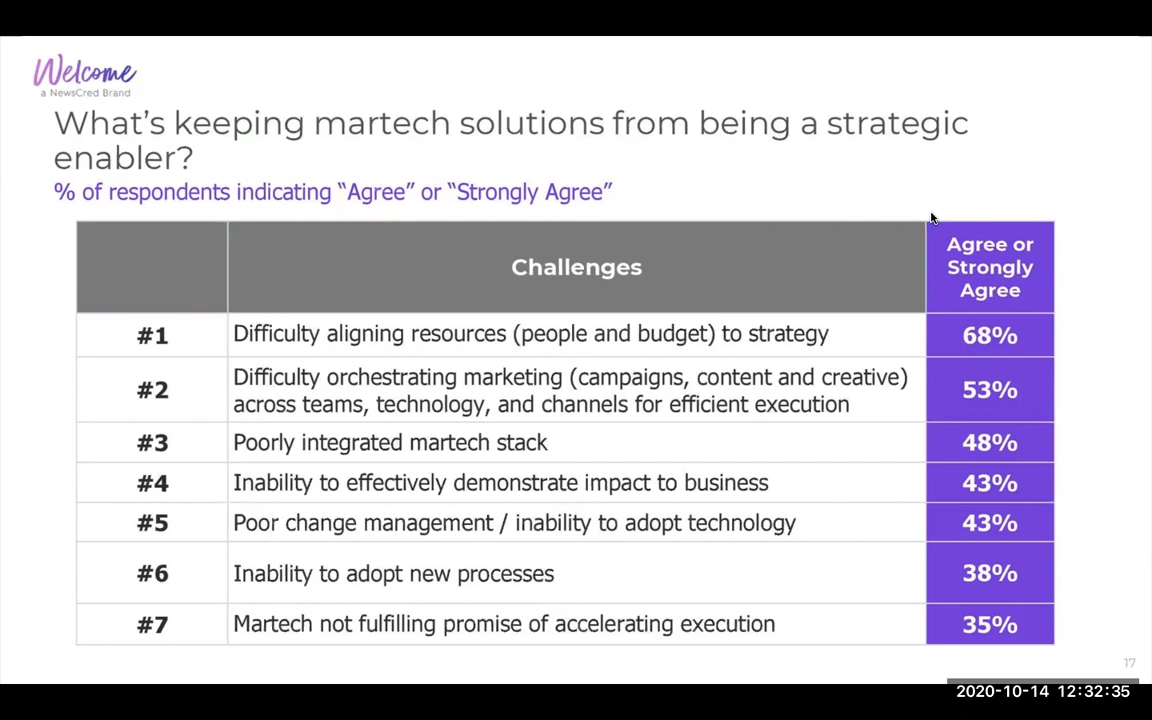 Welcome
a NewsCred Brand
What's keeping martech solutions from being a strategic
enabler?
% of respondents indicating “Agree” or “Strongly Agree”
Challenges
Agree or
Strongly
Agree
#1 Difficulty aligning resources (people and budget) to strategy 68%
#2 Difficulty orchestrating marketing (campaigns, content and creative)
across teams, technology, and channels for efficient execution 53%
#3 Poorly integrated martech stack 48%
#4 Inability to effectively demonstrate impact to business 43%
#5 Poor change management / inability to adopt technology 43%
#6 Inability to adopt new processes 38%
#7 Martech not fulfilling promise of accelerating execution 35%
17
2020-10-14 12:32:35